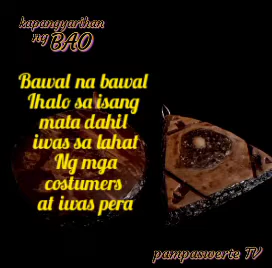 kapangyarihan
ng BAO
Bawal na bawal
Ihalo sa isang
mata dahil
iwas sa lahat
Ng mga
costumers
at iwas pera
pampaswerte TV